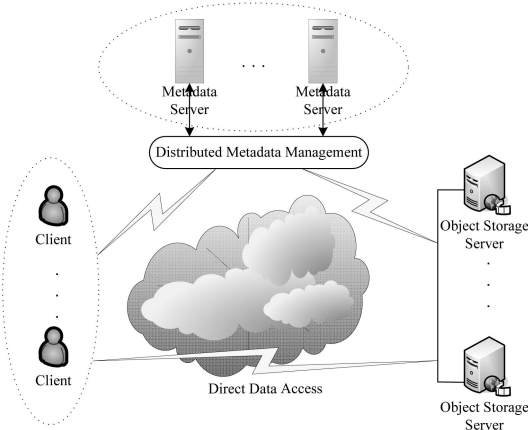 . . .
Metadata
Server
Metadata
Server
Distributed Metadata Management
Client
.
.
.
Client
Object Storage
Server
.
.
.
Object Storage
Server
Direct Data Access